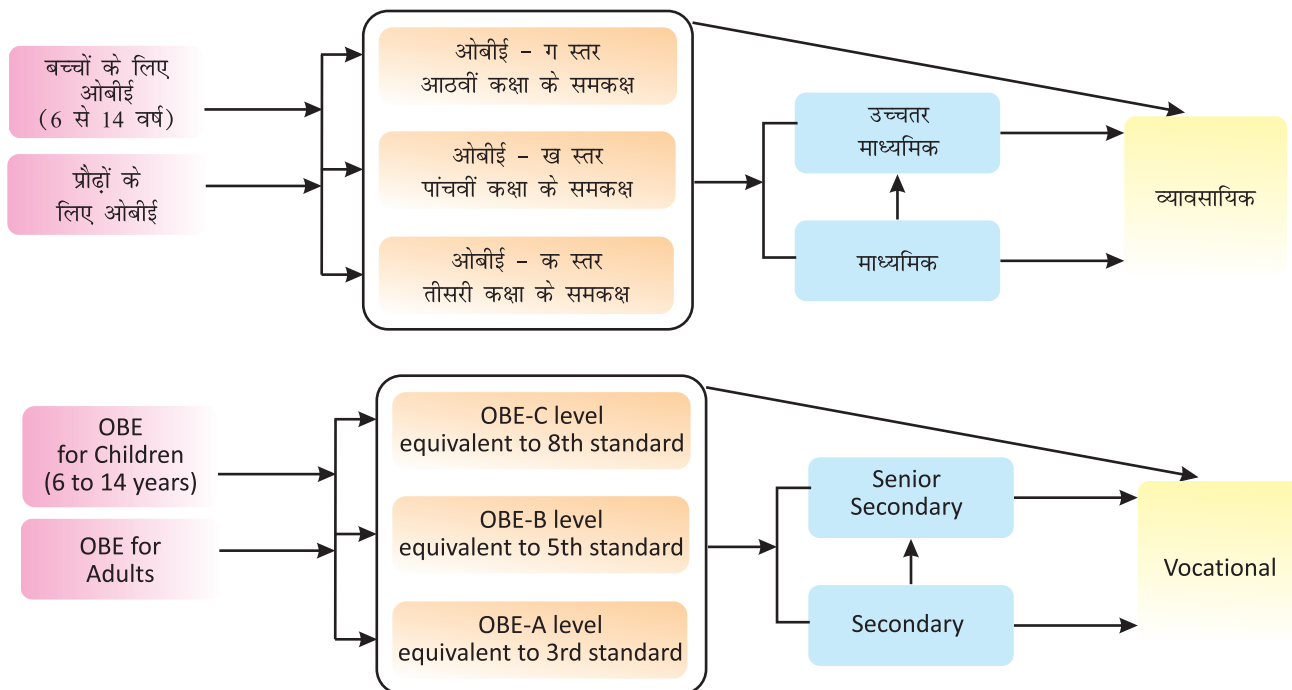 बच्चों के लिए
ओबीई
(6 से 14 वर्ष)
प्रौढ़ों के
लिए ओबीई
ओबीई – ग स्तर
आठवीं कक्षा के समकक्ष
ओबीई – ख स्तर
पांचवीं कक्षा के समकक्ष
ओबीई – क स्तर
तीसरी कक्षा के समकक्ष
उच्चतर
माध्यमिक
माध्यमिक
व्यावसायिक
OBE
for Children
(6 to 14 years)
OBE for
Adults
OBE-C level
equivalent to 8th standard
OBE-B level
equivalent to 5th standard
OBE-A level
equivalent to 3rd standard
Senior
Secondary
Secondary
Vocational